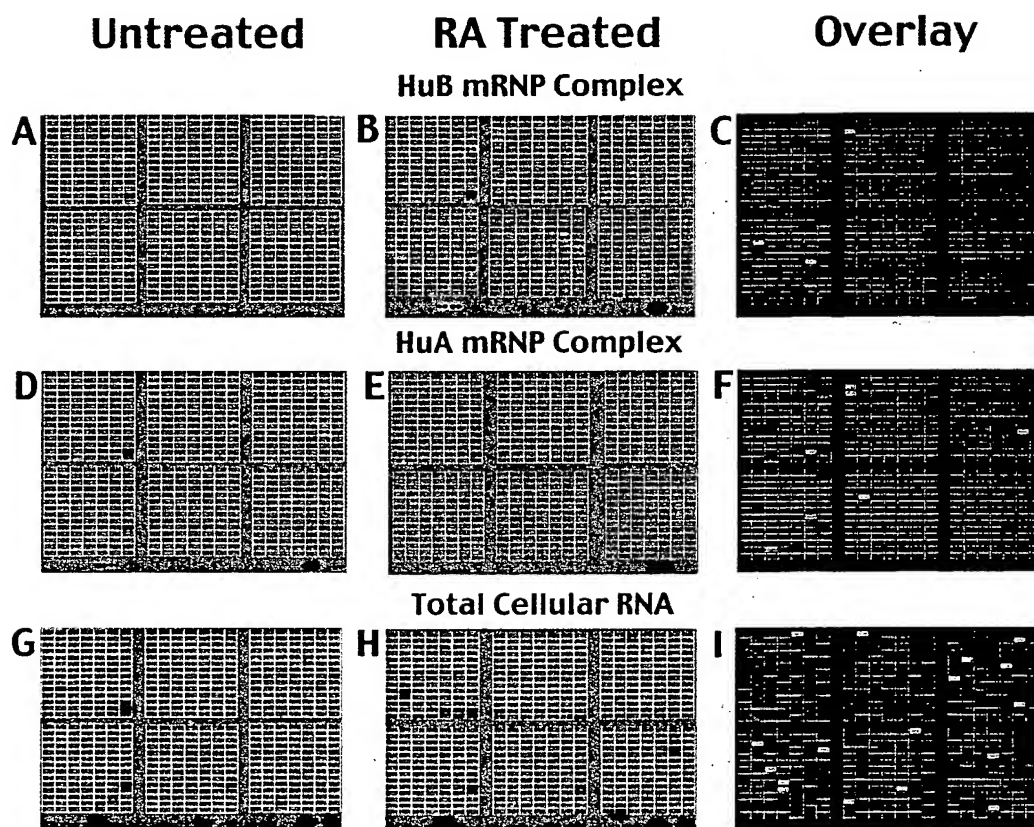 Untreated RA Treated Overlay
HuB mRNP Complex
A B C
HuA mRNP Complex
D E F
Total Cellular RNA
G H I